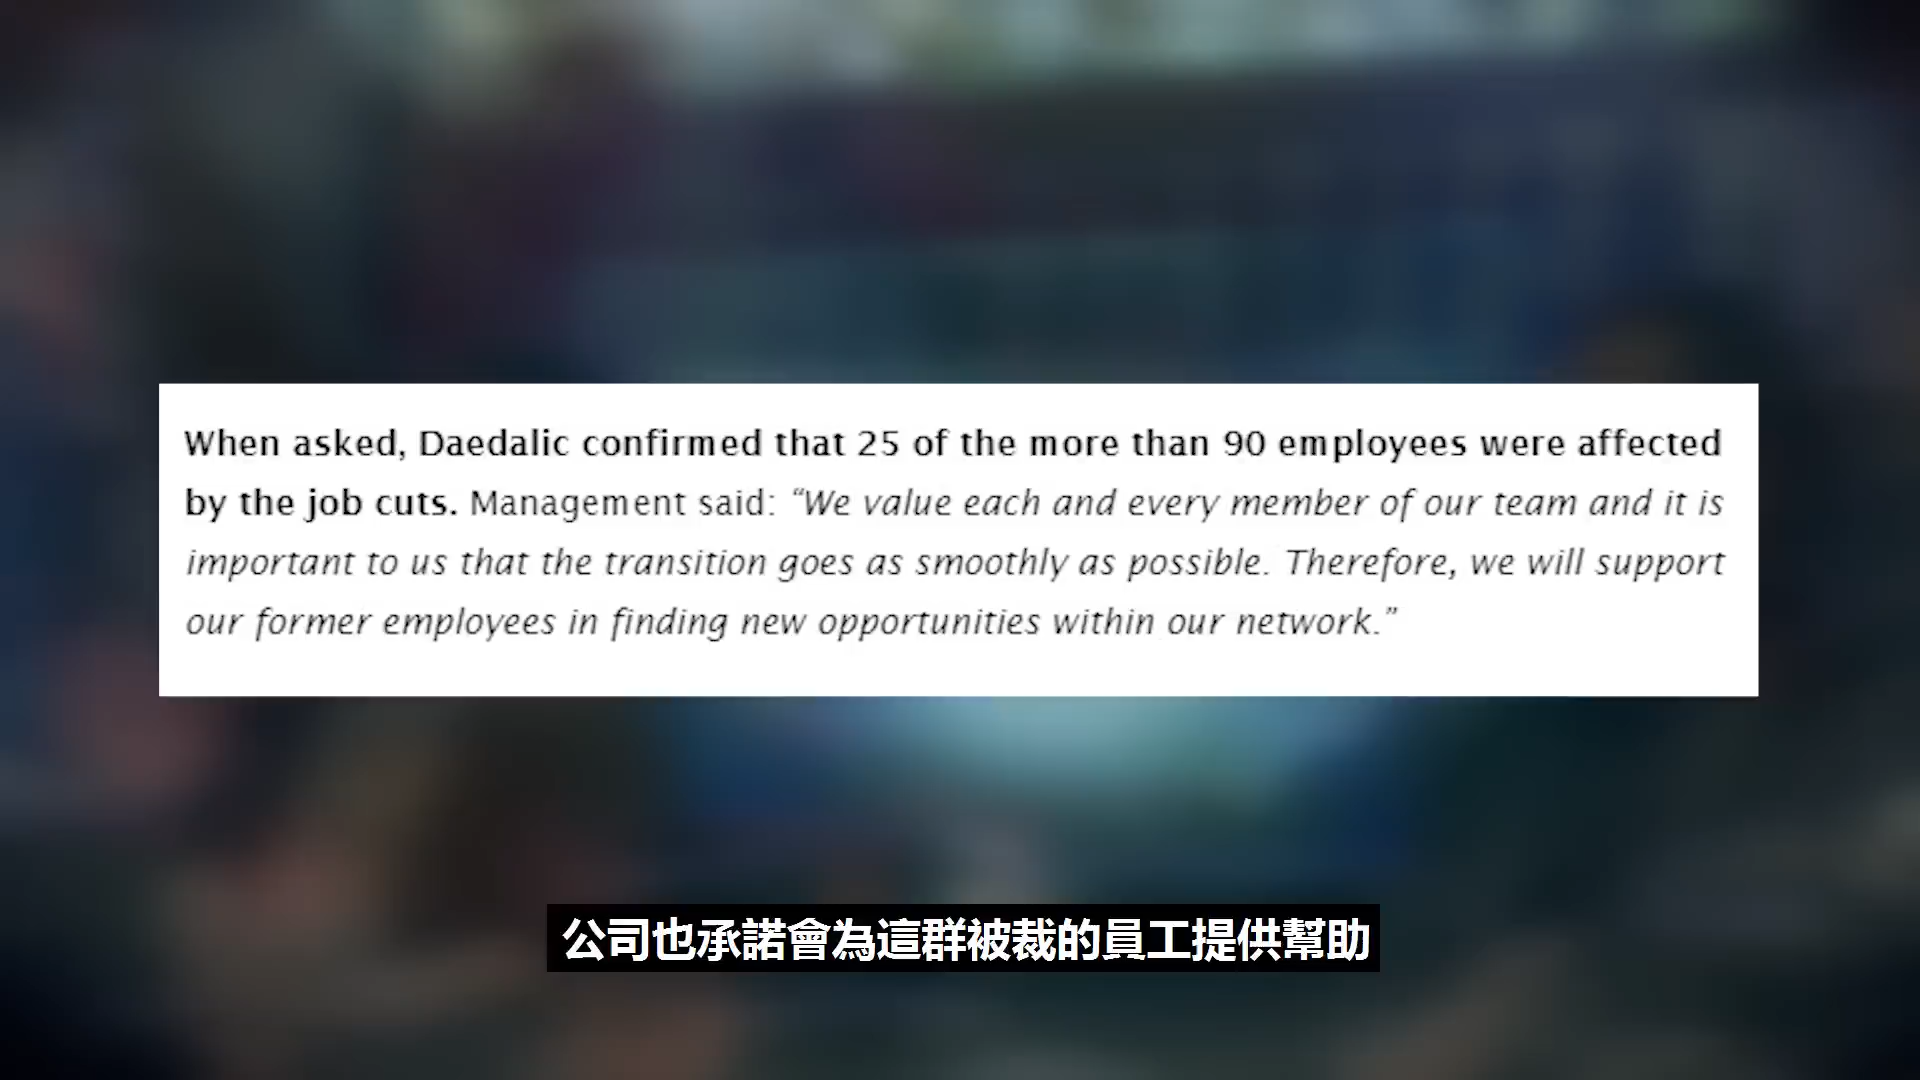 When asked, Daedalic confirmed that 25 of the more than 90 employees were affected
by the job cuts. Management said: “We value each and every member of our team and it is
important to us that the transition goes as smoothly as possible. Therefore, we will support
our former employees in finding new opportunities within our network.”
公司也承諾會為這群被裁的員工提供幫助